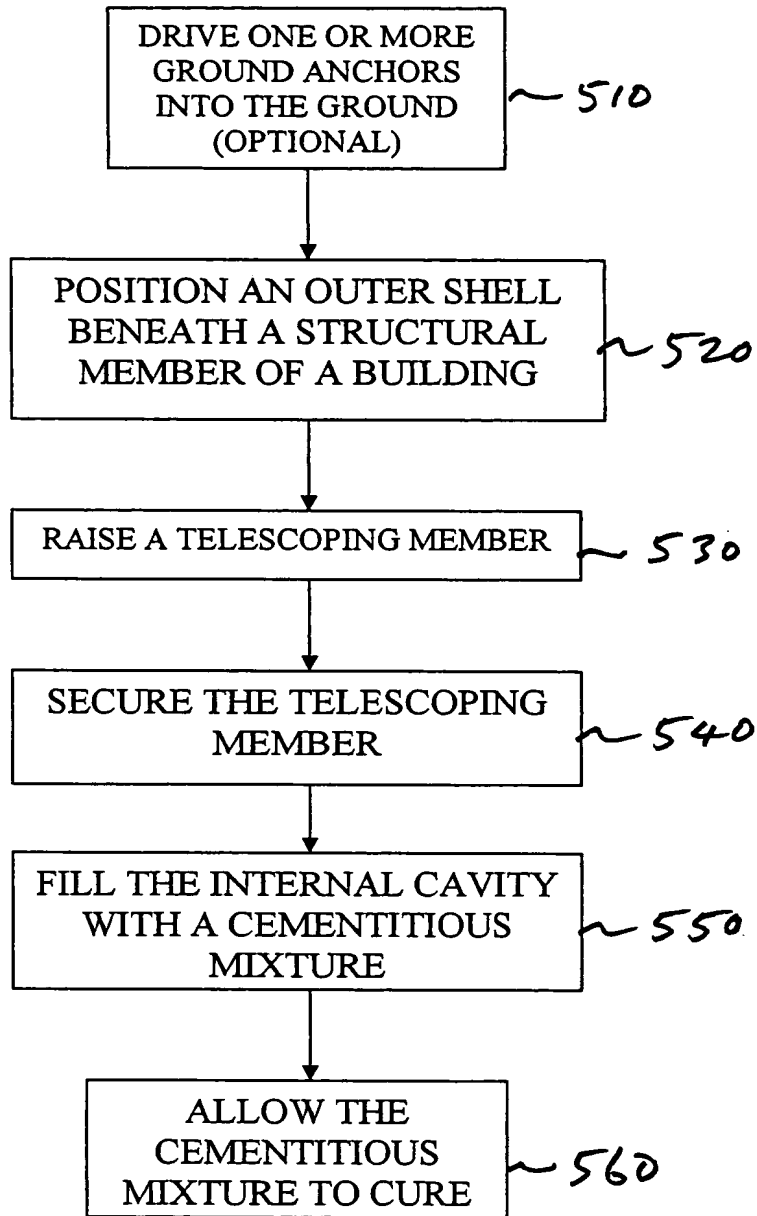 DRIVE ONE OR MORE
GROUND ANCHORS
INTO THE GROUND
(OPTIONAL)
510
POSITION AN OUTER SHELL
BENEATH A STRUCTURAL
MEMBER OF A BUILDING
520
RAISE A TELESCOPING MEMBER
530
SECURE THE TELESCOPING
MEMBER
540
FILL THE INTERNAL CAVITY
WITH A CEMENTITIOUS
MIXTURE
550
ALLOW THE
CEMENTITIOUS
MIXTURE TO CURE
560